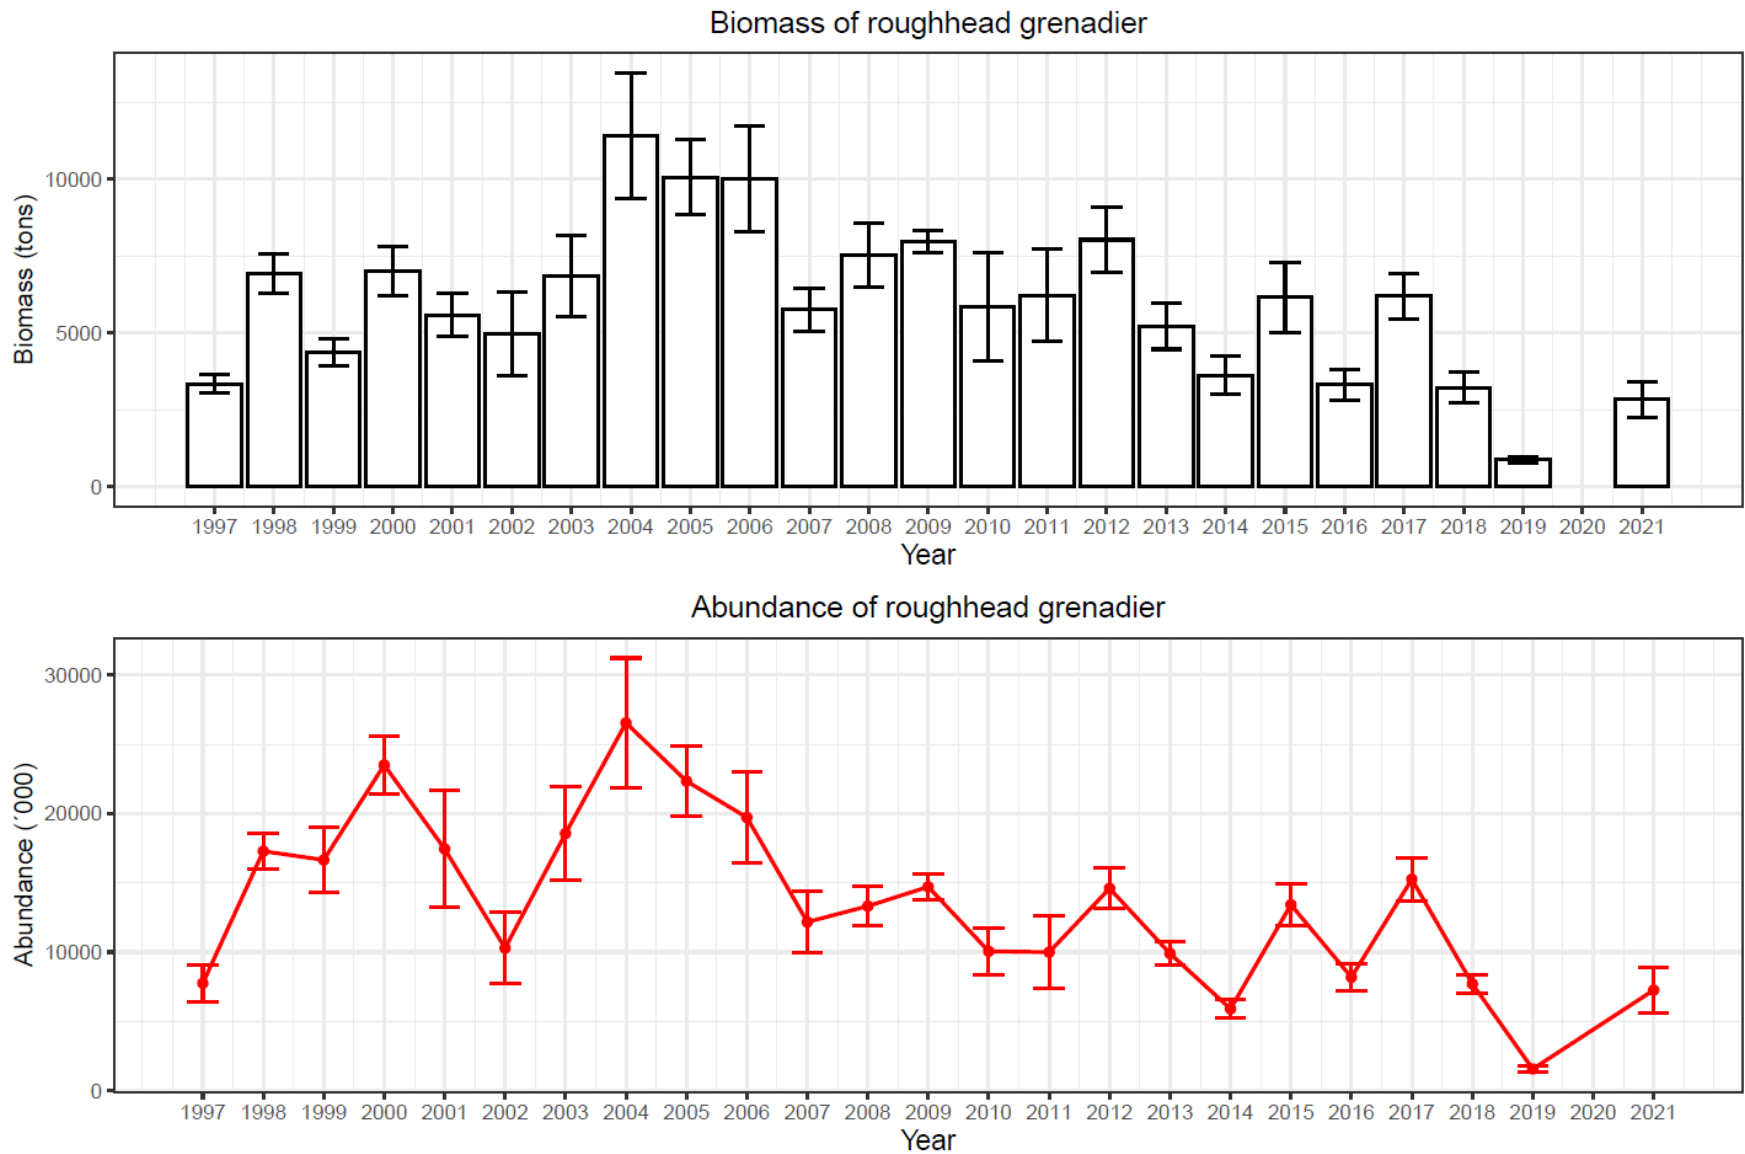 Biomass of roughhead grenadier
Biomass (tons)
10000
5000
0
1997 1998 1999 2000 2001 2002 2003 2004 2005 2006 2007 2008 2009 2010 2011 2012 2013 2014 2015 2016 2017 2018 2019 2020 2021
Year
Abundance of roughhead grenadier
Abundance (´000)
30000
20000
10000
0
1997 1998 1999 2000 2001 2002 2003 2004 2005 2006 2007 2008 2009 2010 2011 2012 2013 2014 2015 2016 2017 2018 2019 2020 2021
Year